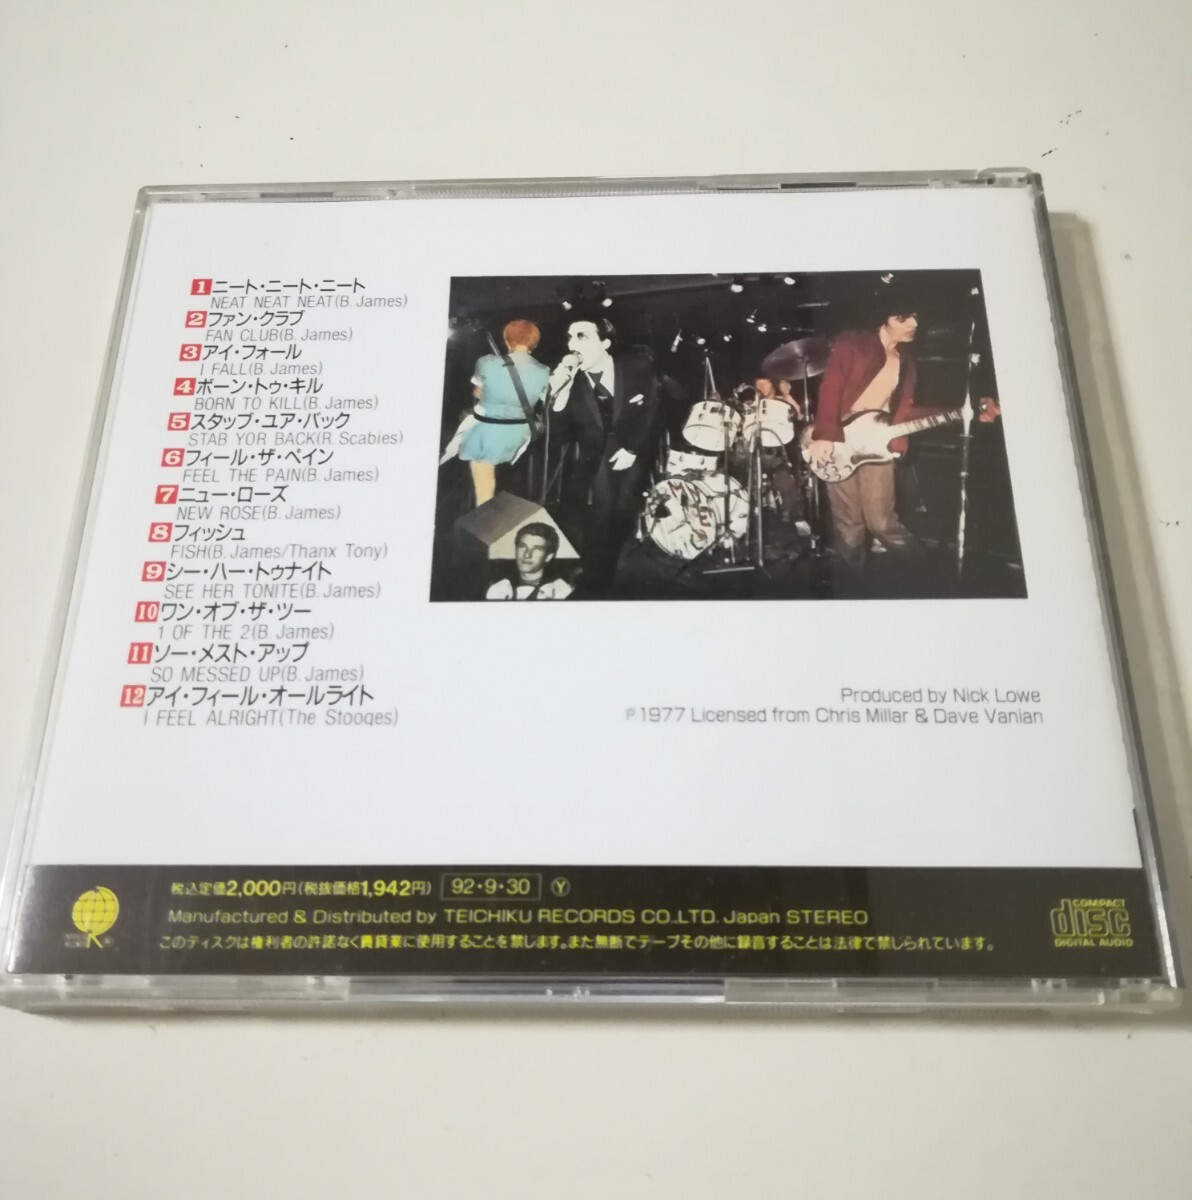 1 ニート・ニート・ニート
NEAT NEAT NEAT(B. James)
2 ファン・クラブ
FAN CLUB(B. James)
3 アイ・フォール
I FALL(B. James)
4 ボーン・トゥ・キル
BORN TO KILL(B. James)
5 スタップ・ユア・バック
STAB YOR BACK(R. Scabies)
6 フィール・ザ・ペイン
FEEL THE PAIN(B. James)
7 ニュー・ローズ
NEW ROSE(B. James)
8 フィッシュ
FISH(B. James/Thanx Tony)
9 シー・ハー・トゥナイト
SEE HER TONITE(B. James)
10 ワン・オブ・ザ・ツー
1 OF THE 2(B. James)
11 ソー・メスト・アップ
SO MESSED UP(B. James)
12 アイ・フィール・オールライト
I FEEL ALRIGHT(The Stooges)
Produced by Nick Lowe
℗1977 Licensed from Chris Millar & Dave Vanian
税込定価2,000円(税抜価格1,942円) 92・9・30 Ⓨ
Manufactured & Distributed by TEICHIKU RECORDS CO.,LTD. Japan STEREO
このディスクは権利者の許諾なく賃貸業に使用することを禁じます。また無断でテープその他に録音することは法律で禁じられています。
COMPACT
disc
DIGITAL AUDIO